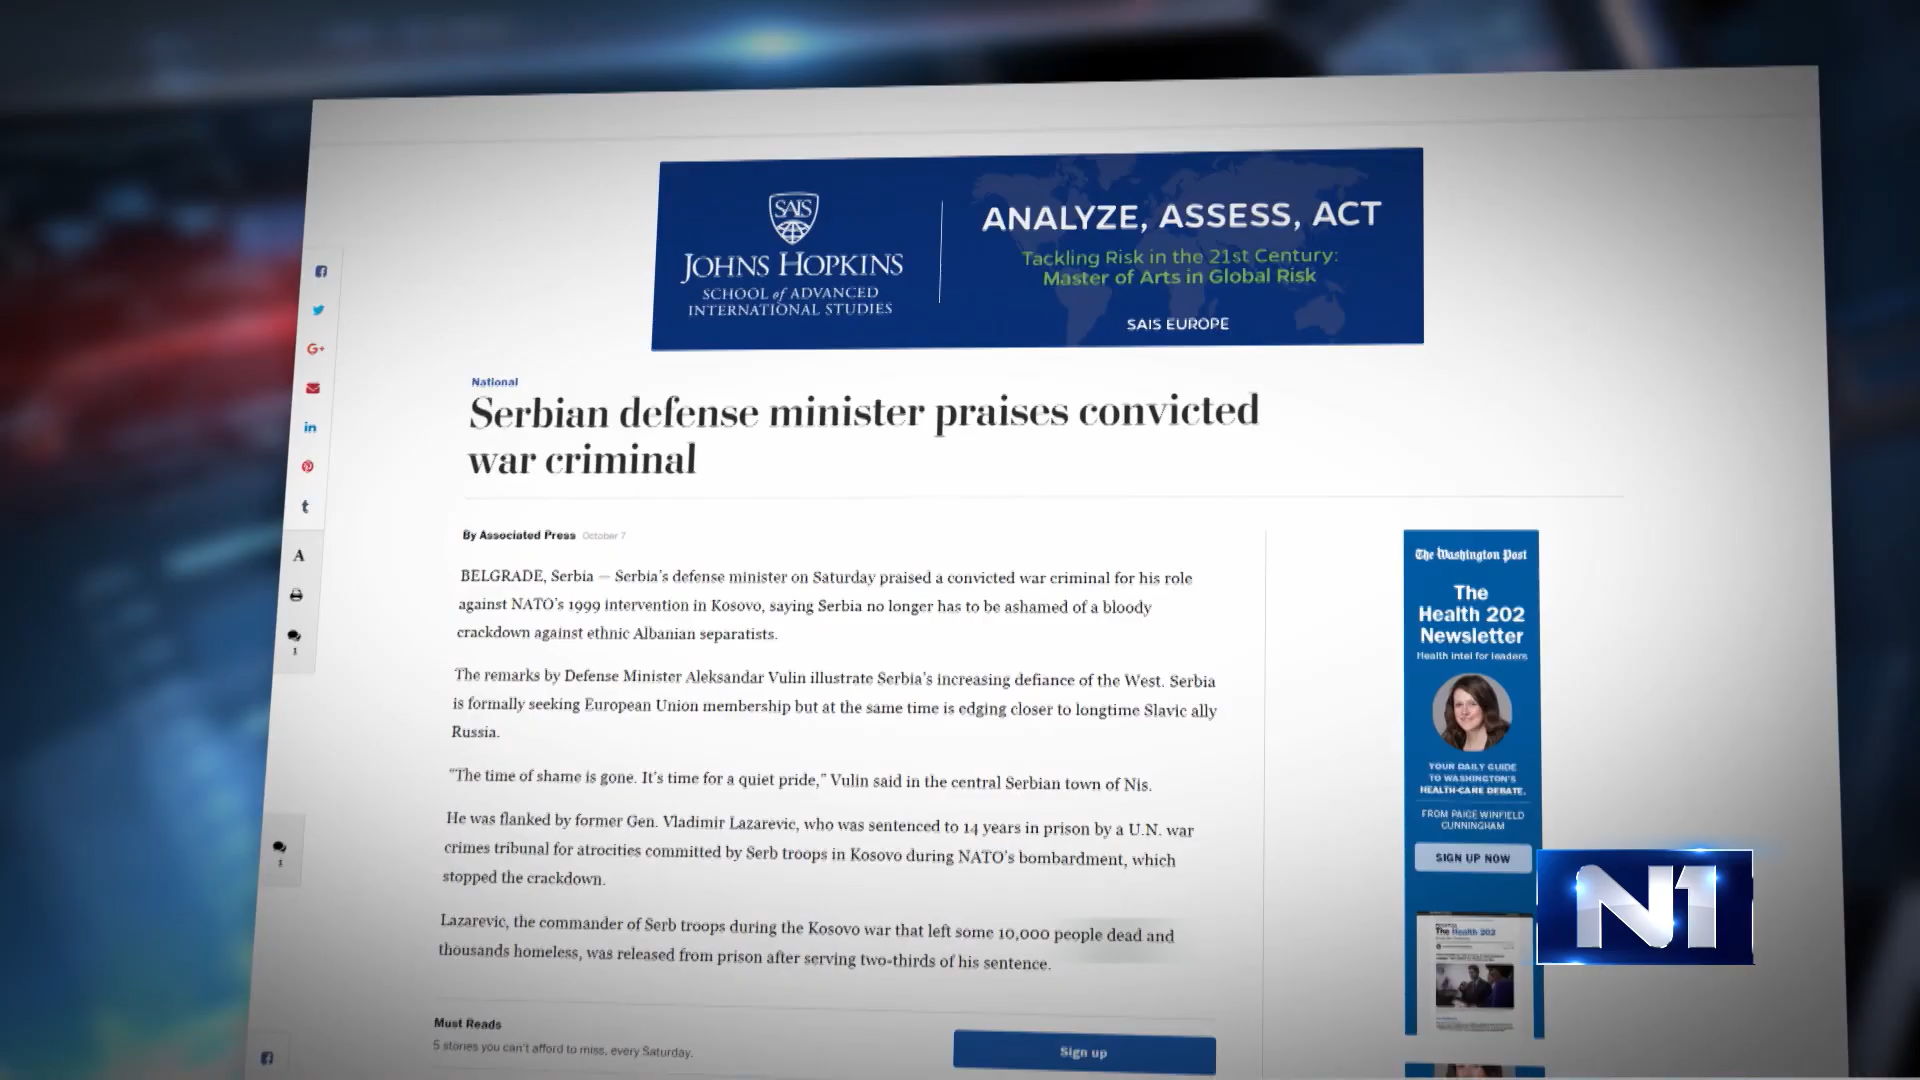 SAIS
JOHNS HOPKINS
SCHOOL of ADVANCED
INTERNATIONAL STUDIES
ANALYZE, ASSESS, ACT
Tackling Risk in the 21st Century:
Master of Arts in Global Risk
SAIS EUROPE
National
Serbian defense minister praises convicted
war criminal
By Associated Press October 7
BELGRADE, Serbia — Serbia's defense minister on Saturday praised a convicted war criminal for his role
against NATO's 1999 intervention in Kosovo, saying Serbia no longer has to be ashamed of a bloody
crackdown against ethnic Albanian separatists.
The remarks by Defense Minister Aleksandar Vulin illustrate Serbia's increasing defiance of the West. Serbia
is formally seeking European Union membership but at the same time is edging closer to longtime Slavic ally
Russia.
“The time of shame is gone. It's time for a quiet pride,” Vulin said in the central Serbian town of Nis.
He was flanked by former Gen. Vladimir Lazarevic, who was sentenced to 14 years in prison by a U.N. war
crimes tribunal for atrocities committed by Serb troops in Kosovo during NATO's bombardment, which
stopped the crackdown.
Lazarevic, the commander of Serb troops during the Kosovo war that left some 10,000 people dead and
thousands homeless, was released from prison after serving two-thirds of his sentence.
Must Reads
5 stories you can't afford to miss, every Saturday.
Sign up
G+
in
t
A
1
1
The Washington Post
The
Health 202
Newsletter
Health intel for leaders
YOUR DAILY GUIDE
TO WASHINGTON'S
HEALTH-CARE DEBATE.
FROM PAIGE WINFIELD
CUNNINGHAM
SIGN UP NOW
The Health 202
N1